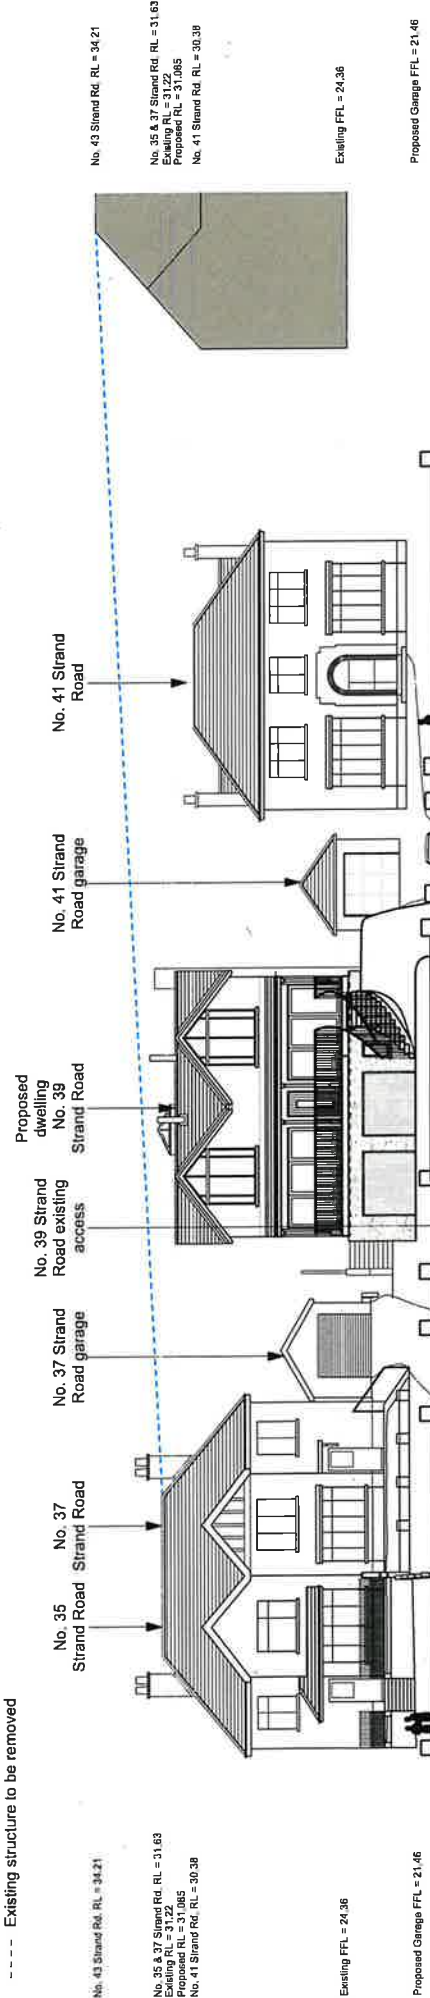 ---- Existing structure to be removed
No. 43 Strand Rd. RL = 34.21
No. 35 & 37 Strand Rd. RL = 31.63
Existing RL = 31.22
Proposed RL = 31.065
No. 41 Strand Rd. RL = 30.38
Existing FFL = 24.36
Proposed Garage FFL = 21.46
No. 35
Strand Road
No. 37
Strand Road
No. 37 Strand
Road garage
No. 39 Strand
Road existing
access
Proposed
dwelling
No. 39
Strand Road
No. 41 Strand
Road garage
No. 41 Strand
Road
No. 43 Strand Rd. RL = 34.21
No. 35 & 37 Strand Rd. RL = 31.63
Existing RL = 31.22
Proposed RL = 31.065
No. 41 Strand Rd. RL = 30.38
Existing FFL = 24.36
Proposed Garage FFL = 21.46